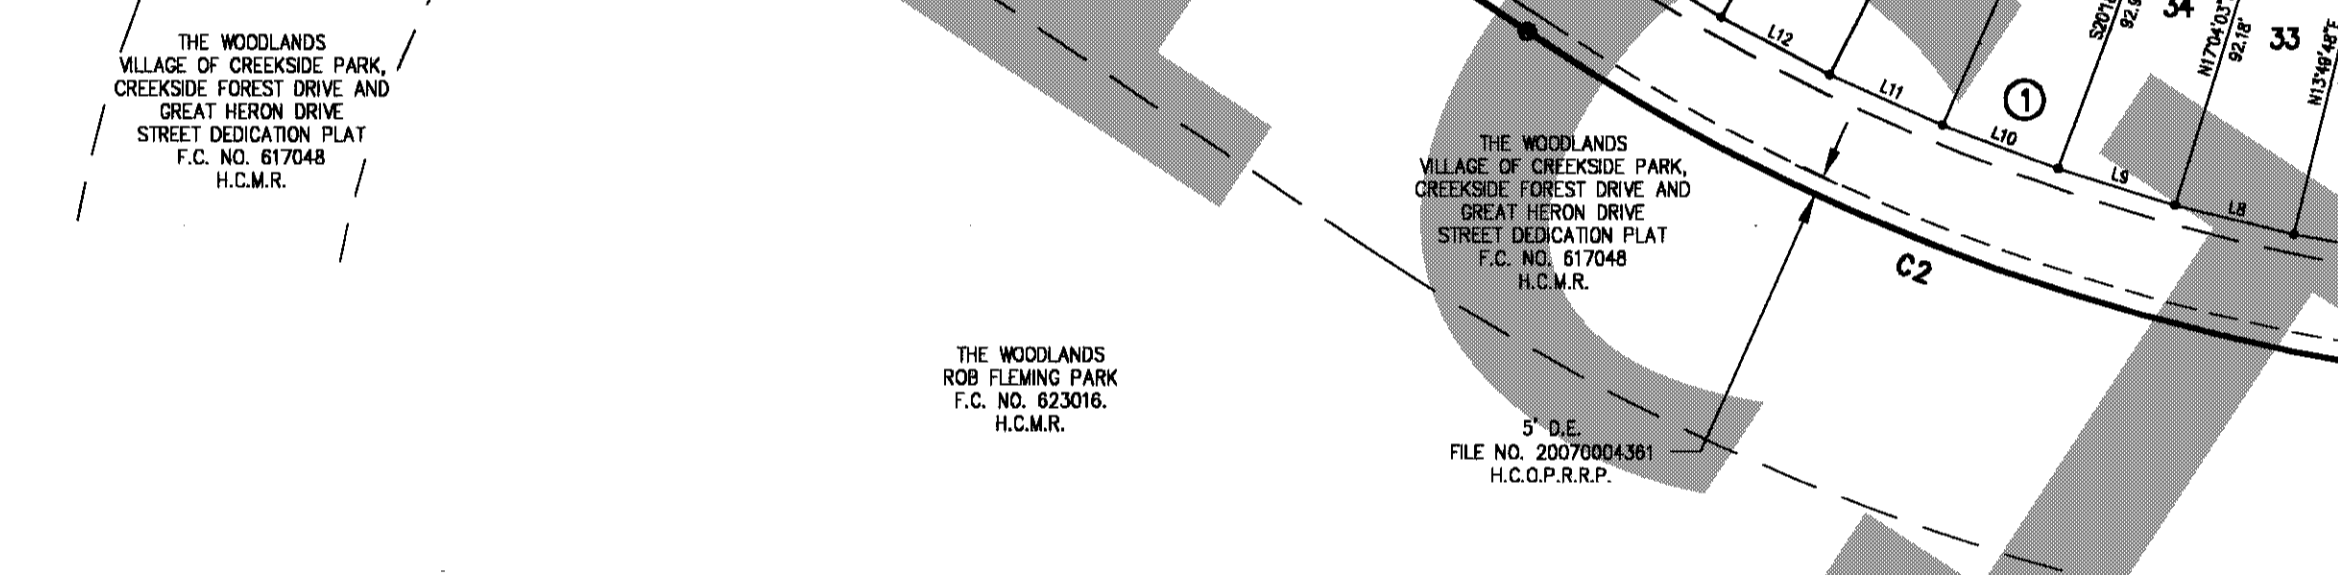 THE WOODLANDS
VILLAGE OF CREEKSIDE PARK,
CREEKSIDE FOREST DRIVE AND
GREAT HERON DRIVE
STREET DEDICATION PLAT
F.C. NO. 617048
H.C.M.R.
THE WOODLANDS
ROB FLEMING PARK
F.C. NO. 623016.
H.C.M.R.
THE WOODLANDS
VILLAGE OF CREEKSIDE PARK,
CREEKSIDE FOREST DRIVE AND
GREAT HERON DRIVE
STREET DEDICATION PLAT
F.C. NO. 617048
H.C.M.R.
5' D.E.
FILE NO. 20070004361
H.C.O.P.R.R.P.
L12
L11
L10
L9
L8
1
C2
34
33
N17°04'03"
92.18'
N13°49'48"E